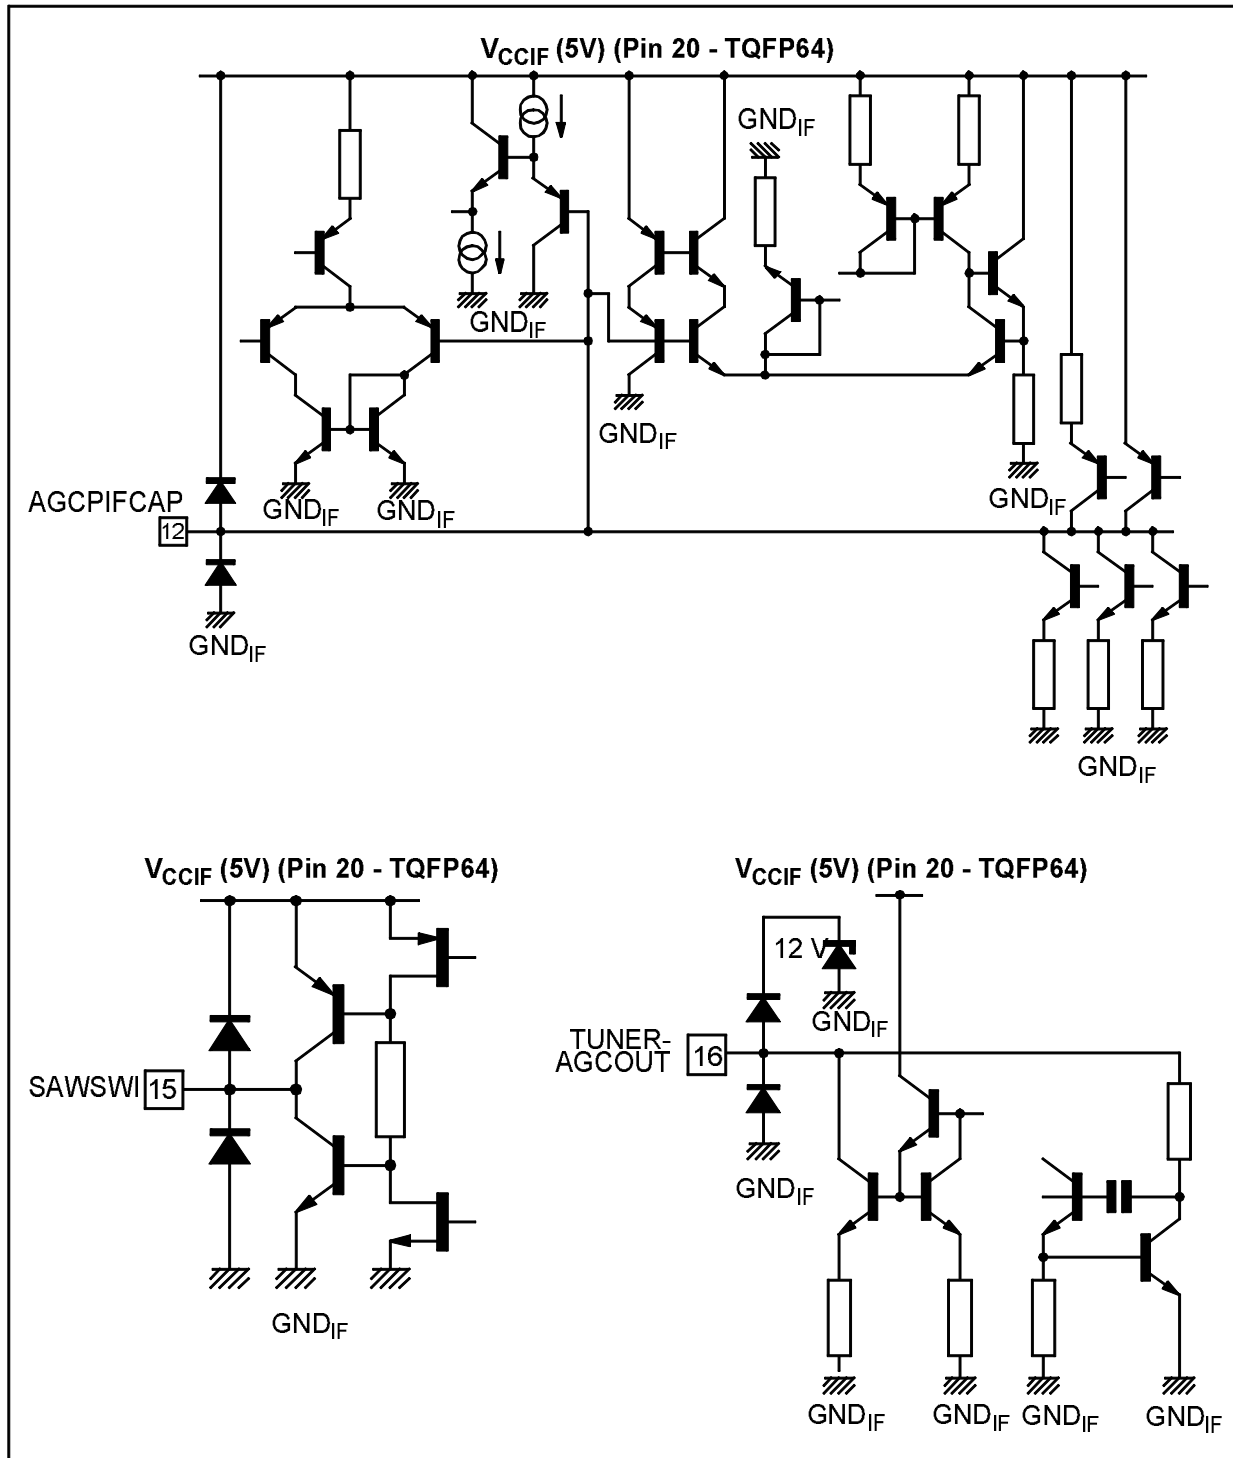 VCCIF (5V) (Pin 20 - TQFP64)
GNDIF
GNDIF
GNDIF
GNDIF
AGCPIFCAP
12
GNDIF
GNDIF
GNDIF
GNDIF
VCCIF (5V) (Pin 20 - TQFP64)
SAWSWI
15
GNDIF
VCCIF (5V) (Pin 20 - TQFP64)
12 V
GNDIF
TUNER-
AGCOUT
16
GNDIF
GNDIF
GNDIF
GNDIF
GNDIF